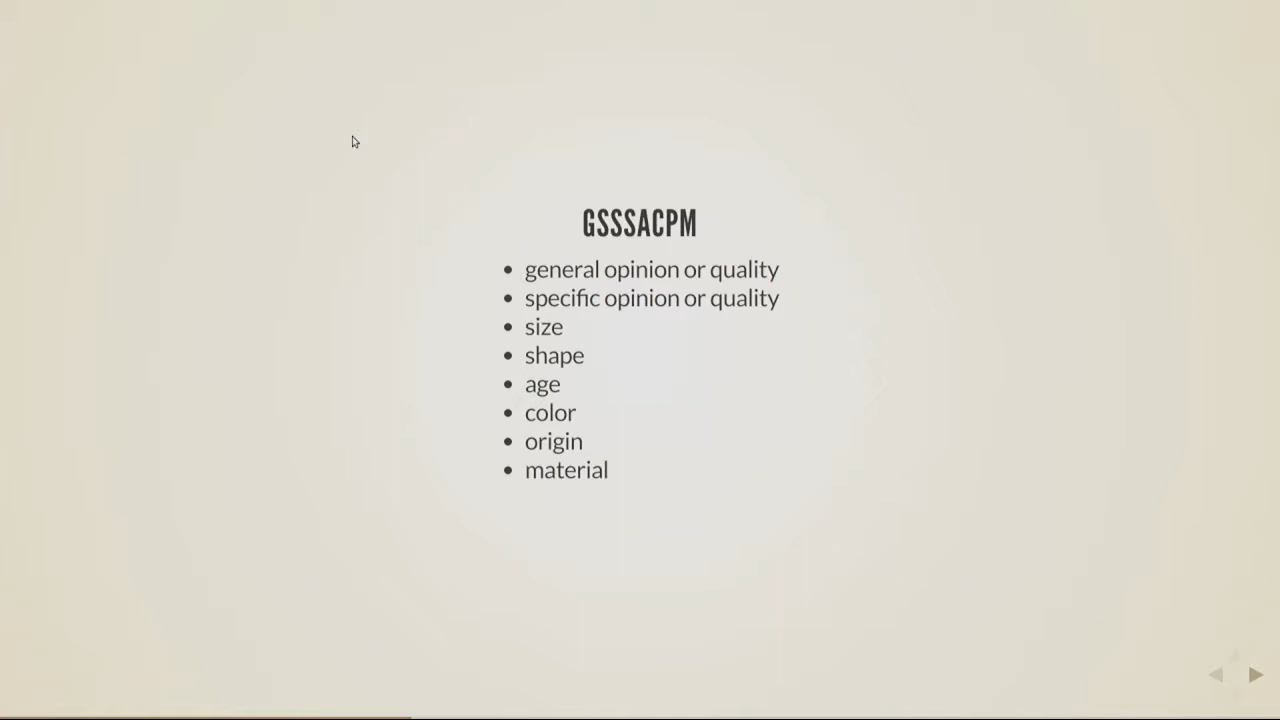 GSSSACPM
• general opinion or quality
• specific opinion or quality
• size
• shape
• age
• color
• origin
• material